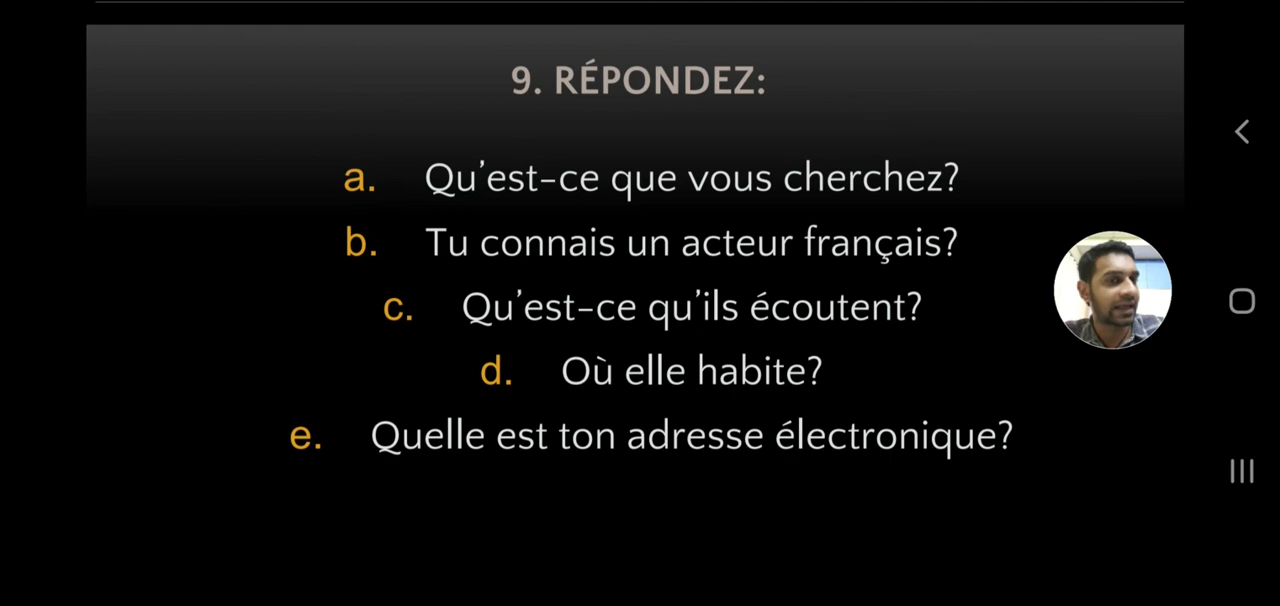 9. RÉPONDEZ:
a. Qu’est-ce que vous cherchez?
b. Tu connais un acteur français?
c. Qu’est-ce qu’ils écoutent?
d. Où elle habite?
e. Quelle est ton adresse électronique?